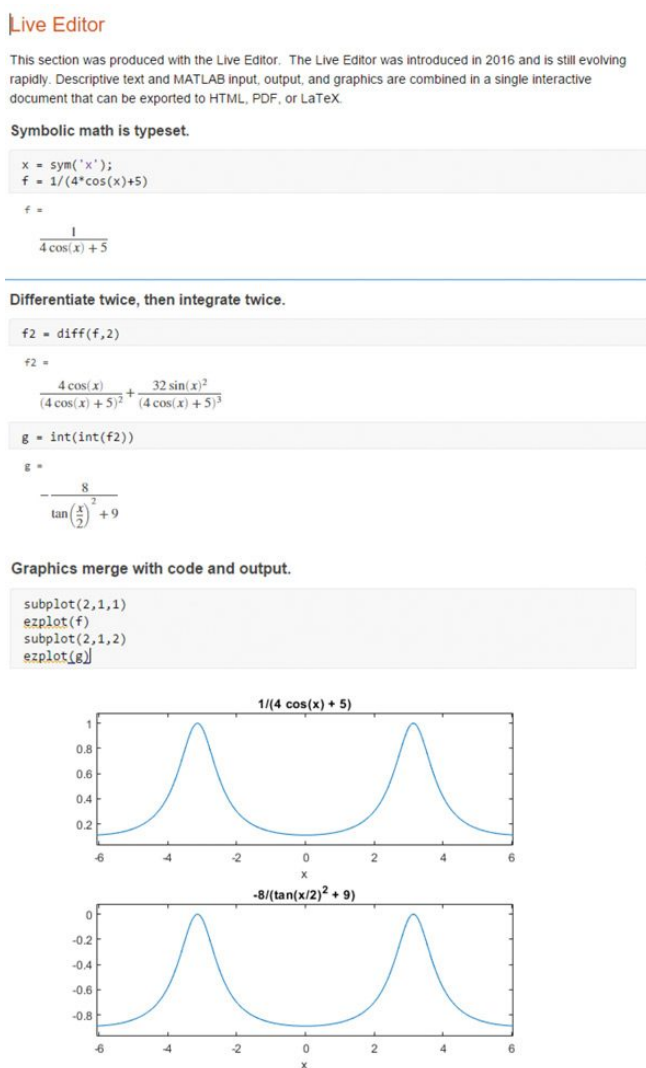 Live Editor
This section was produced with the Live Editor. The Live Editor was introduced in 2016 and is still evolving
rapidly. Descriptive text and MATLAB input, output, and graphics are combined in a single interactive
document that can be exported to HTML, PDF, or LaTeX.
Symbolic math is typeset.
x = sym('x');
f = 1/(4*cos(x)+5)
f =
1
4 cos(x) + 5
Differentiate twice, then integrate twice.
f2 = diff(f,2)
f2 =
4 cos(x) 32 sin(x)²
+
(4 cos(x) + 5)² (4 cos(x) + 5)³
g = int(int(f2))
g =
8
−
tan(x/2)² + 9
Graphics merge with code and output.
subplot(2,1,1)
ezplot(f)
subplot(2,1,2)
ezplot(g)
1/(4 cos(x) + 5)
1
0.8
0.6
0.4
0.2
-6 -4 -2 0 2 4 6
x
-8/(tan(x/2)² + 9)
0
-0.2
-0.4
-0.6
-0.8
-6 -4 -2 0 2 4 6
x